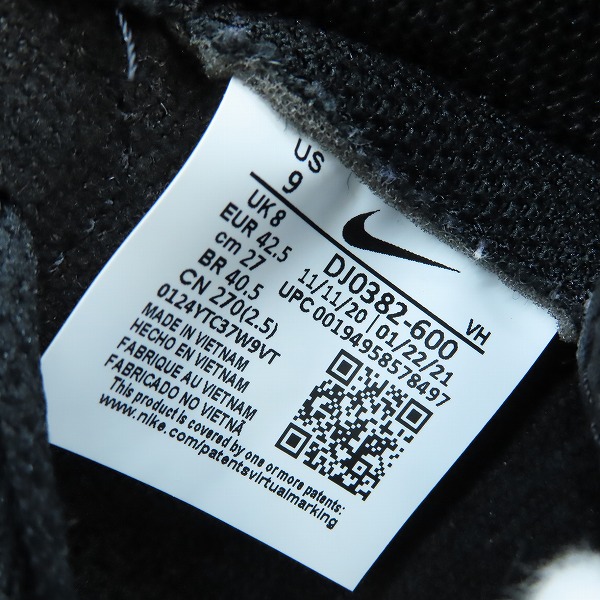 US
9
UK 8
EUR 42.5
cm 27
BR 40.5
CN 270(2.5)
0124YTC37W9VT
MADE IN VIETNAM
HECHO EN VIETNAM
FABRIQUE AU VIETNAM
FABRICADO NO VIETNÃ
This product is covered by one or more patents:
www.nike.com/patentsvirtualmarking
VH
DJ0382-600
11/11/20 | 01/22/21
UPC 00194958578497